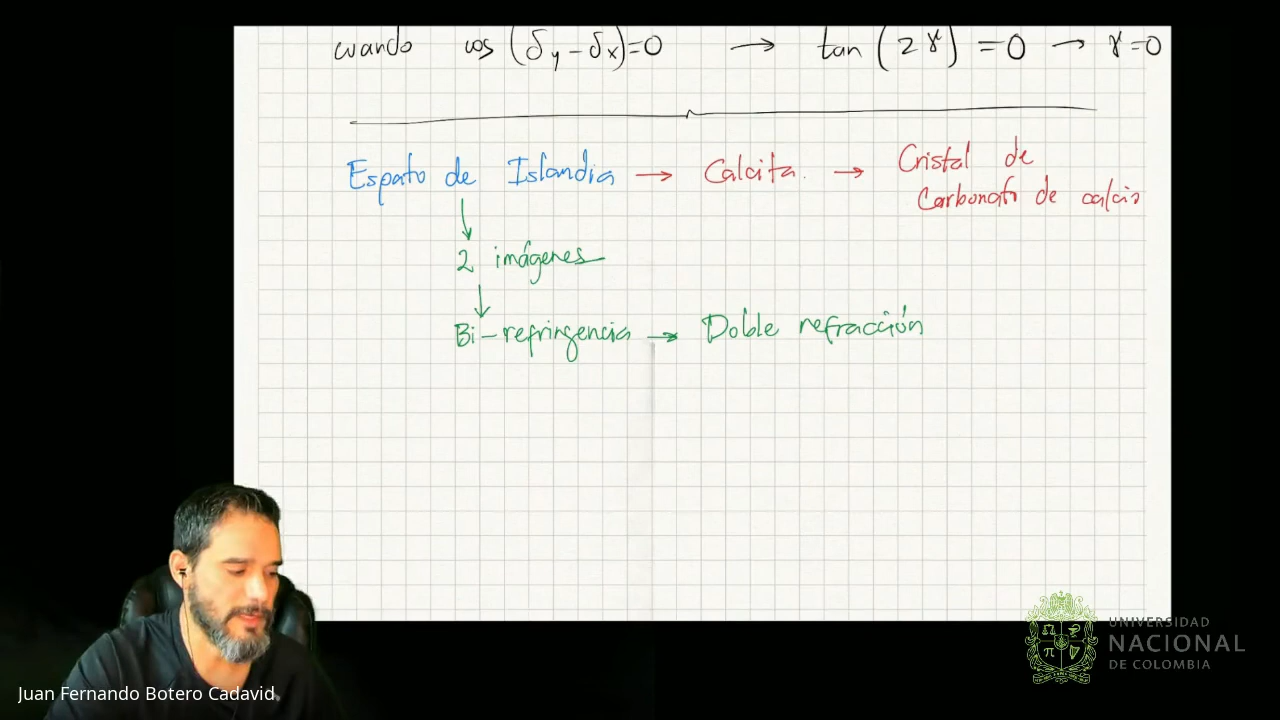 cuando cos (δy - δx) = 0 → tan (2γ) = 0 → γ = 0
Espato de Islandia → Calcita. → Cristal de
Carbonato de calcio
2 imágenes
Bi-refringencia → Doble refracción
UNIVERSIDAD
NACIONAL
DE COLOMBIA
Juan Fernando Botero Cadavid